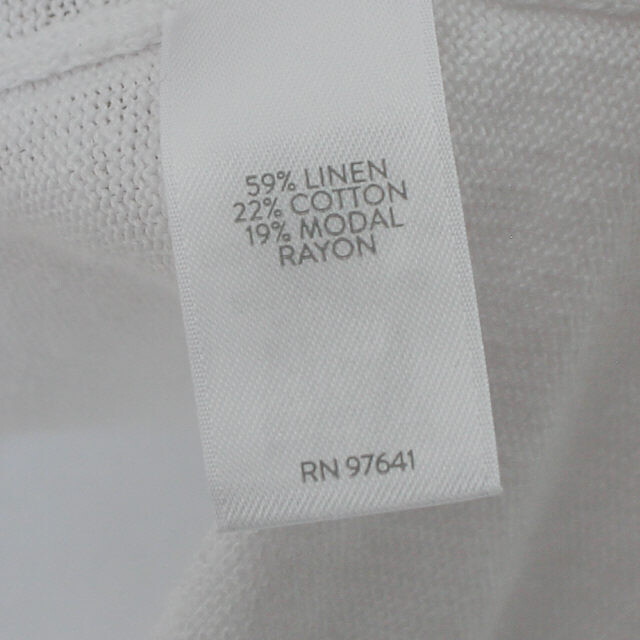 59% LINEN
22% COTTON
19% MODAL
RAYON
RN 97641